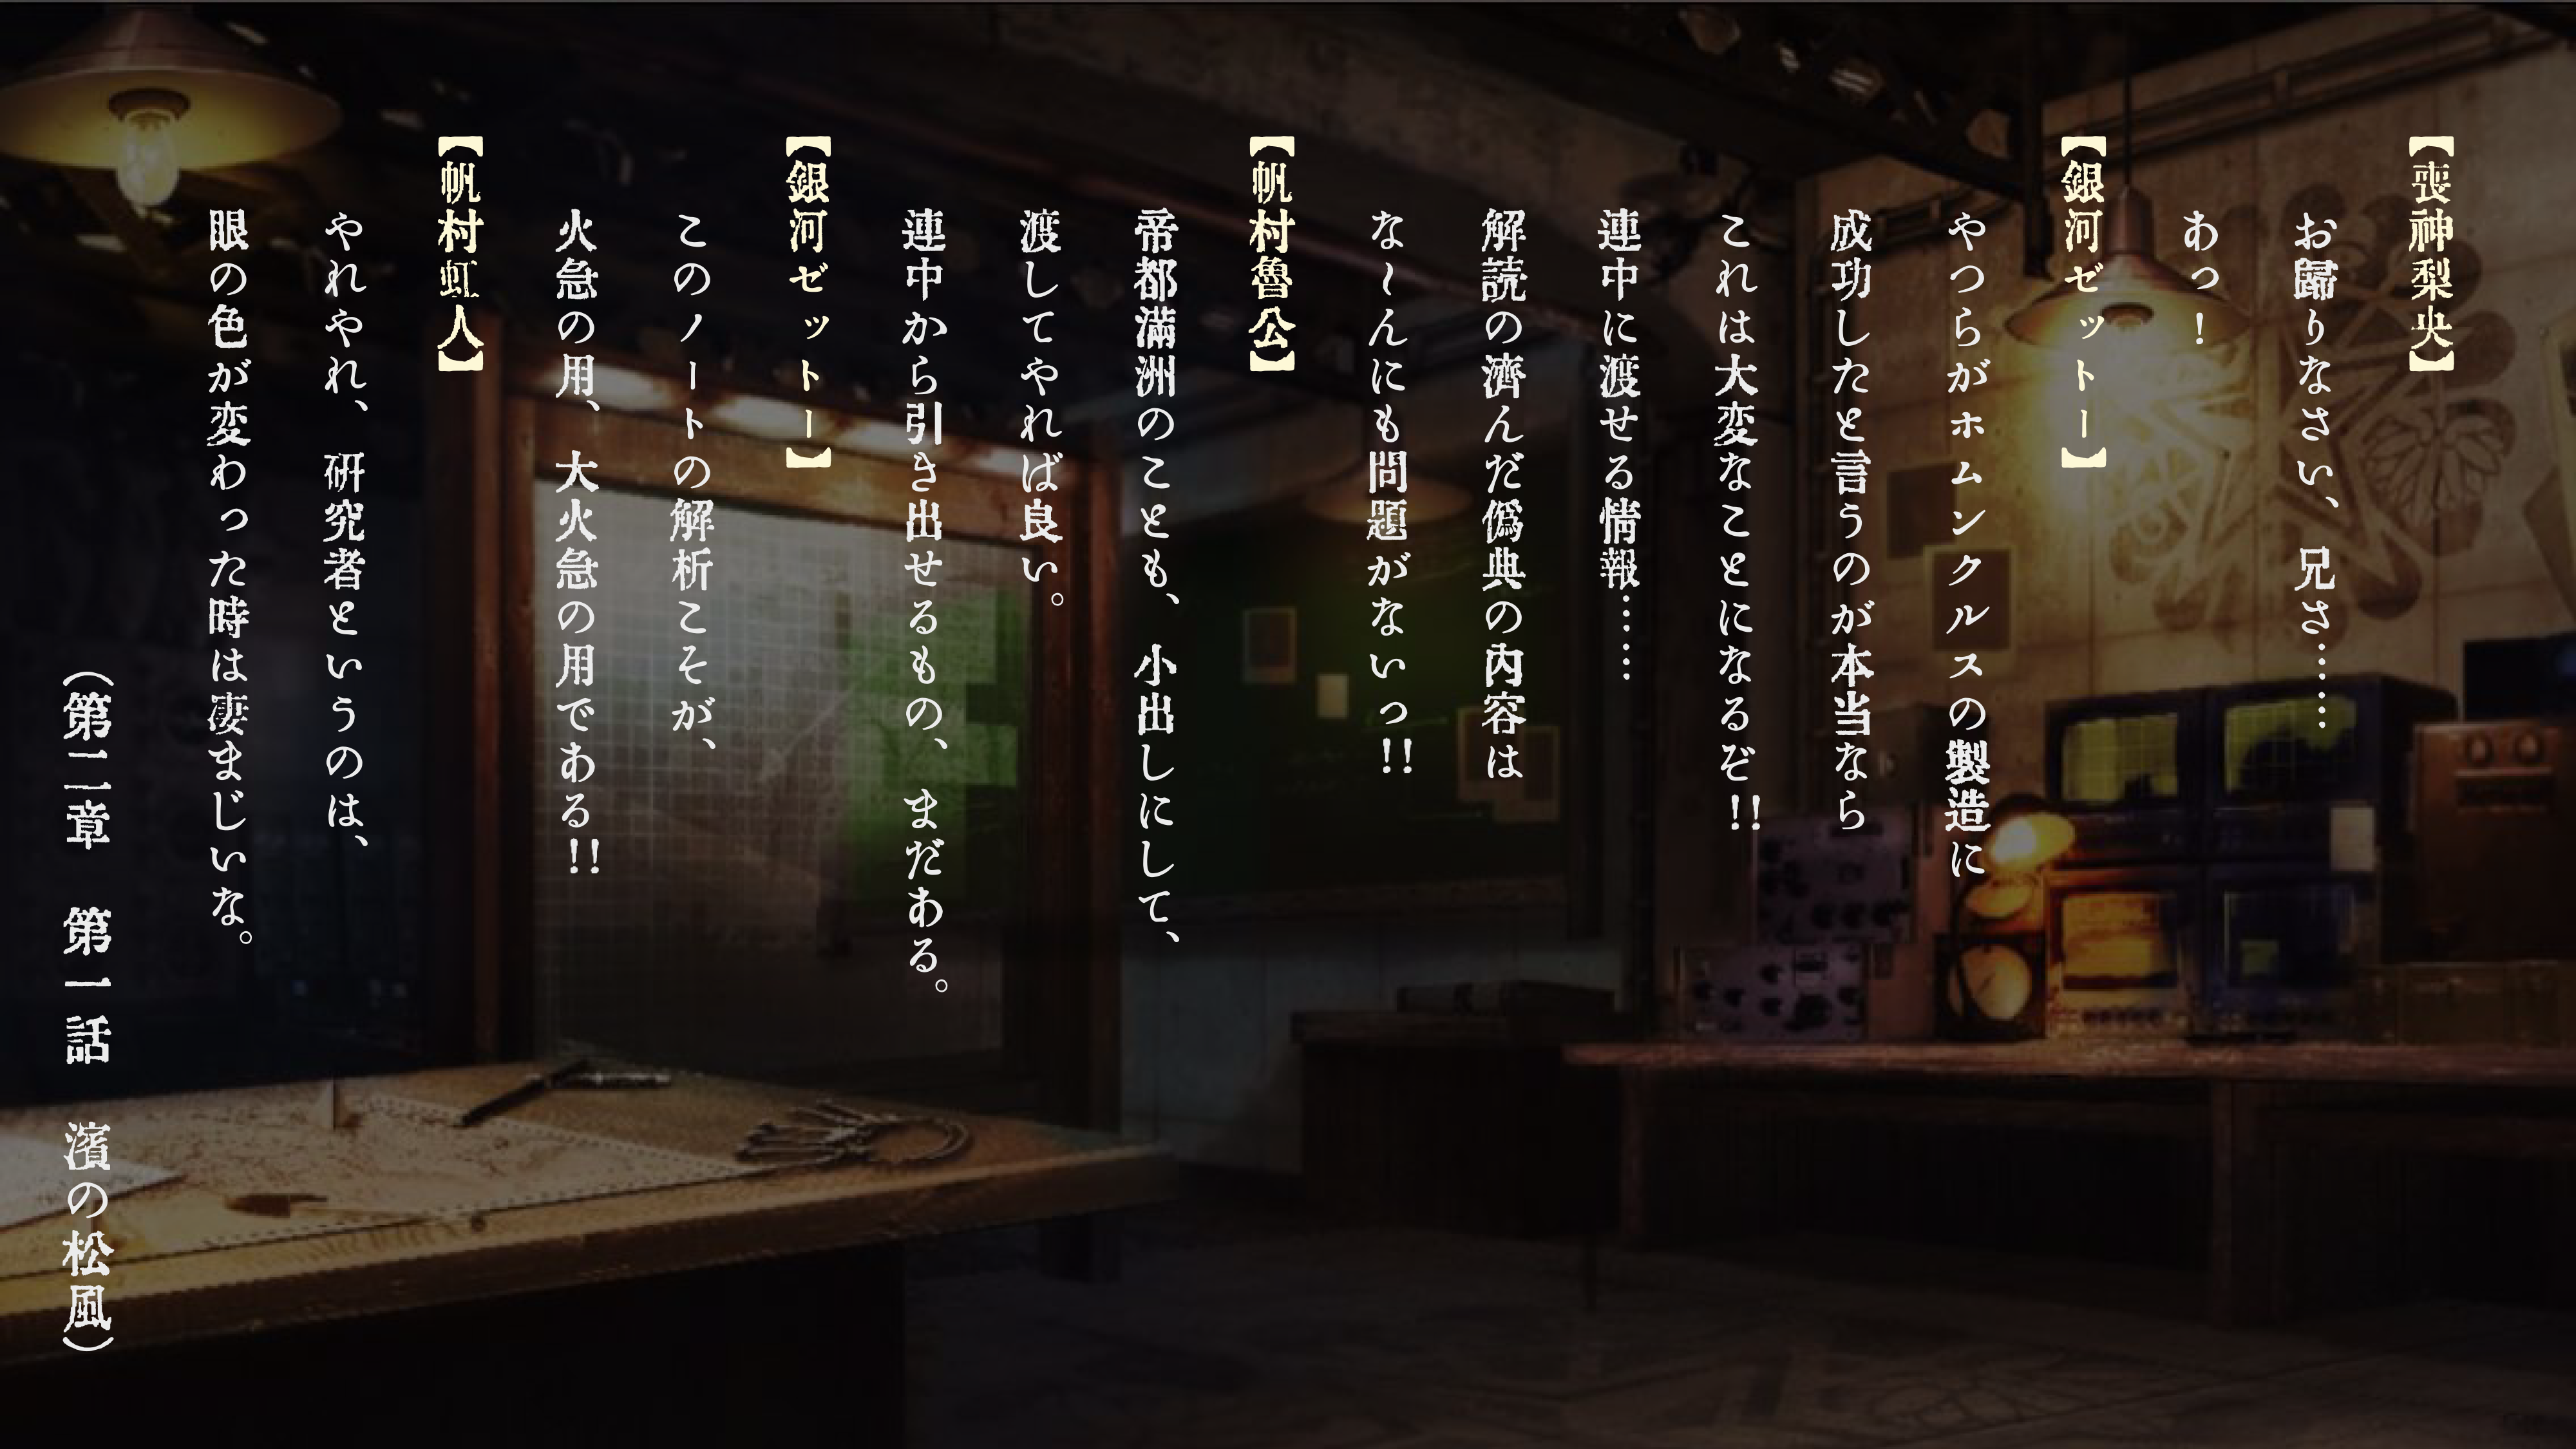 【喪神梨央】
お歸りなさい、兄さ……
あっ！
【銀河ゼットー】
やつらがホムンクルスの製造に
成功したと言うのが本当なら
これは大変なことになるぞ!!
連中に渡せる情報……
解読の濟んだ僞典の内容は
な〜んにも問題がないっ!!
【帆村魯公】
帝都滿洲のことも、小出しにして、
渡してやれば良い。
連中から引き出せるもの、まだある。
【銀河ゼットー】
このノートの解析こそが、
火急の用、大火急の用である!!
【帆村虹人】
やれやれ、研究者というのは、
眼の色が変わった時は凄まじいな。
（第二章　第一話　濱の松風）